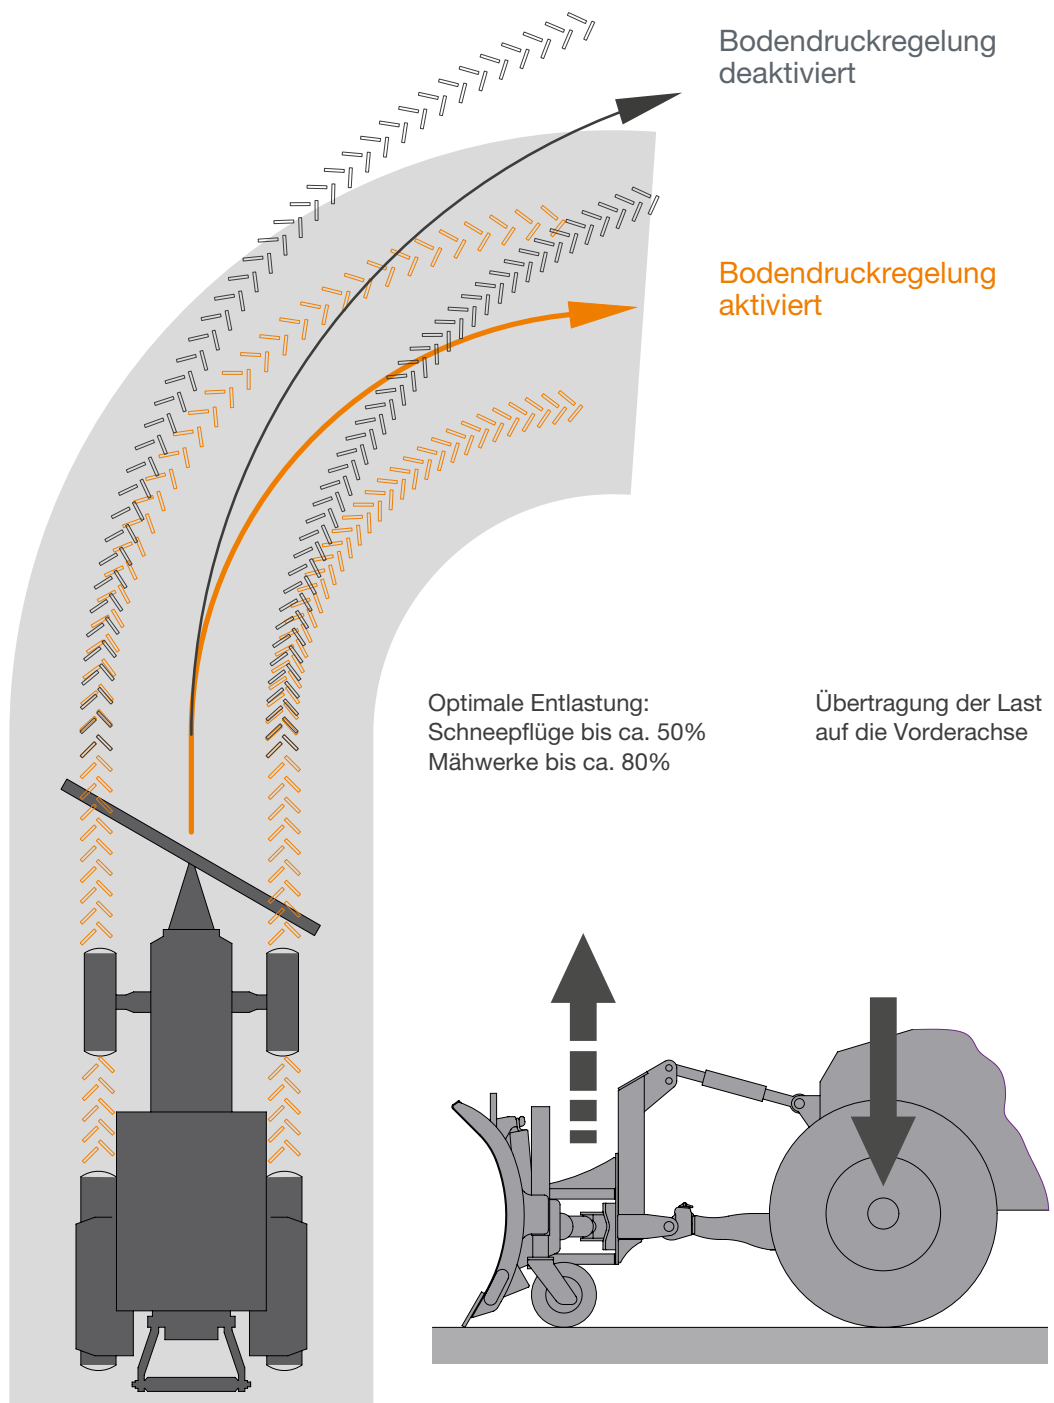 Bodendruckregelung
deaktiviert
Bodendruckregelung
aktiviert
Optimale Entlastung:
Schneepflüge bis ca. 50%
Mähwerke bis ca. 80%
Übertragung der Last
auf die Vorderachse